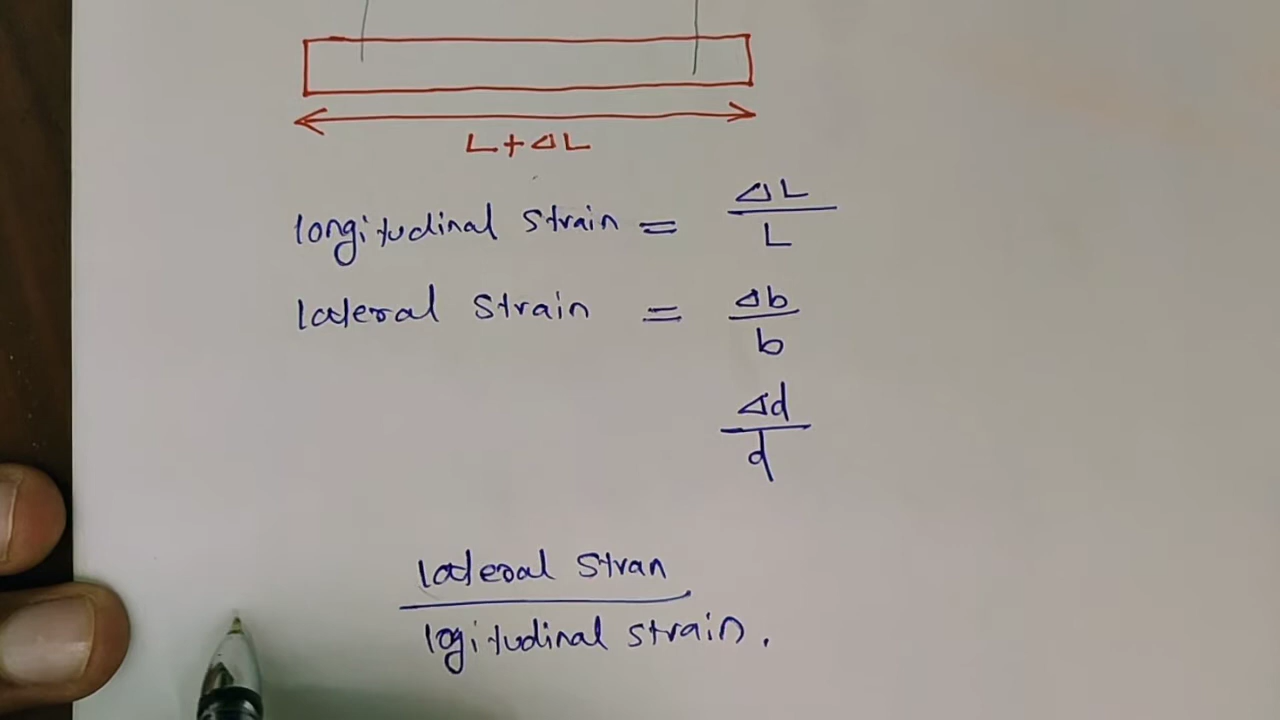 L+ΔL
longitudinal strain = ΔL/L
lateral strain = Δb/b
Δd/d
lateral stran
logitudinal strain.